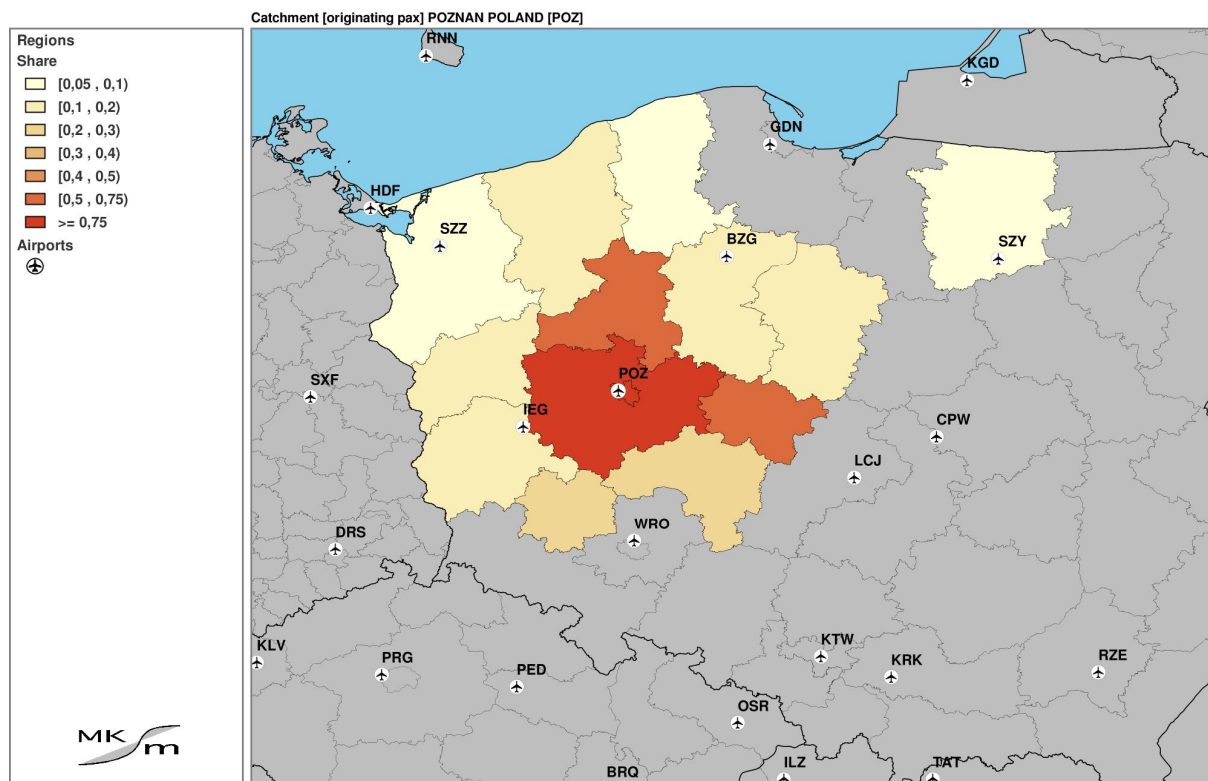 Catchment [originating pax] POZNAN POLAND [POZ]
Regions
Share
[0,05 , 0,1)
[0,1 , 0,2)
[0,2 , 0,3)
[0,3 , 0,4)
[0,4 , 0,5)
[0,5 , 0,75)
>= 0,75
Airports
MK
m
RNN
KGD
GDN
HDF
SZZ
BZG
SZY
POZ
SXF
IEG
CPW
LCJ
WRO
DRS
KTW
KLV
PRG
PED
KRK
RZE
OSR
ILZ
TAT
BRQ